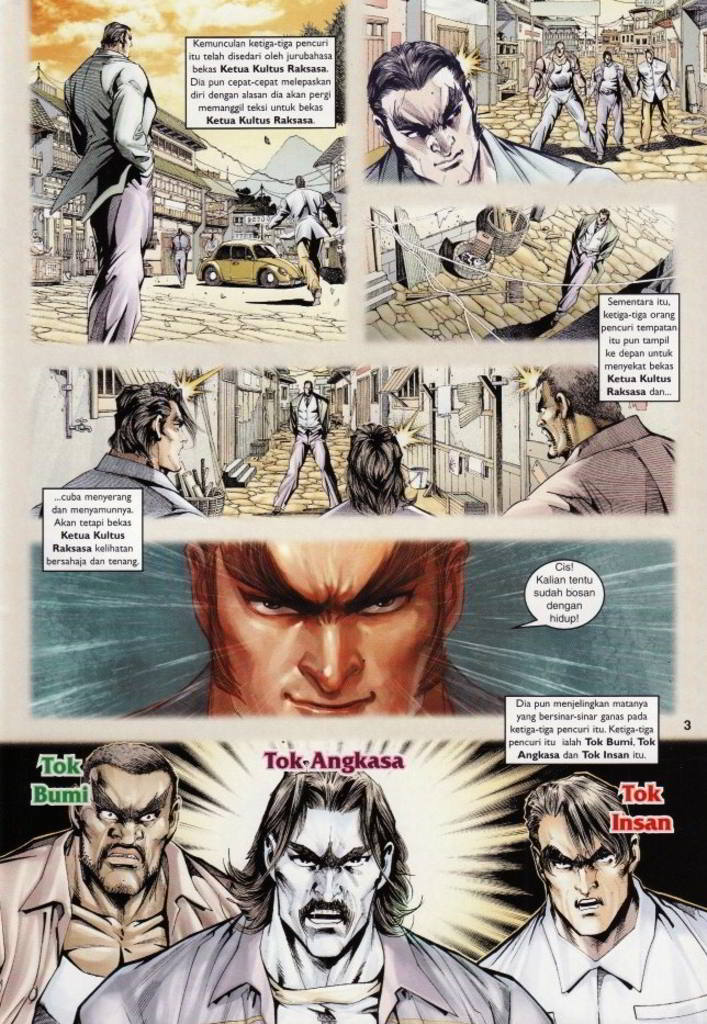 Kemunculan ketiga-tiga pencuri
itu telah disedari oleh jurubahasa
bekas Ketua Kultus Raksasa.
Dia pun cepat-cepat melepaskan
diri dengan alasan dia akan pergi
memanggil teksi untuk bekas
Ketua Kultus Raksasa.
Sementara itu,
ketiga-tiga orang
pencuri tempatan
itu pun tampil
ke depan untuk
menyekat bekas
Ketua Kultus
Raksasa dan...
...cuba menyerang
dan menyamunnya.
Akan tetapi bekas
Ketua Kultus
Raksasa kelihatan
bersahaja dan tenang.
Cis!
Kalian tentu
sudah bosan
dengan
hidup!
Dia pun menjelingkan matanya
yang bersinar-sinar ganas pada
ketiga-tiga pencuri itu. Ketiga-tiga
pencuri itu ialah Tok Bumi, Tok
Angkasa dan Tok Insan itu.
3
Tok
Bumi
Tok Angkasa
Tok
Insan